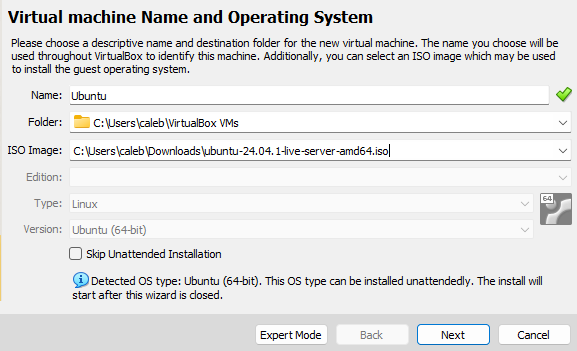 Virtual machine Name and Operating System
Please choose a descriptive name and destination folder for the new virtual machine. The name you choose will be
used throughout VirtualBox to identify this machine. Additionally, you can select an ISO image which may be used
to install the guest operating system.
Name: Ubuntu
Folder: C:\Users\caleb\VirtualBox VMs
ISO Image: C:\Users\caleb\Downloads\ubuntu-24.04.1-live-server-amd64.iso
Edition:
Type: Linux
64
Version: Ubuntu (64-bit)
Skip Unattended Installation
Detected OS type: Ubuntu (64-bit). This OS type can be installed unattendedly. The install will
start after this wizard is closed.
Expert Mode Back Next Cancel